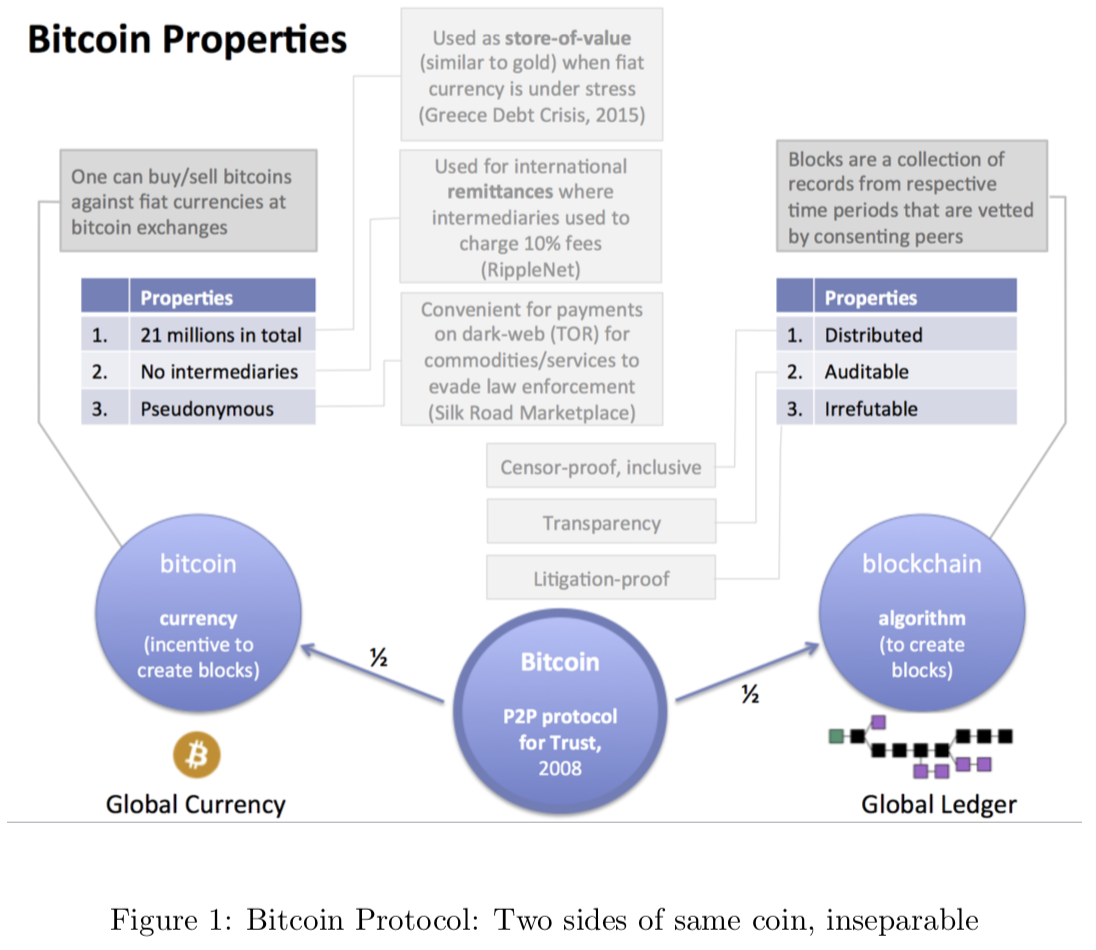 Bitcoin Properties
Used as store-of-value
(similar to gold) when fiat
currency is under stress
(Greece Debt Crisis, 2015)
One can buy/sell bitcoins
against fiat currencies at
bitcoin exchanges
Used for international
remittances where
intermediaries used to
charge 10% fees
(RippleNet)
Blocks are a collection of
records from respective
time periods that are vetted
by consenting peers
Properties
1. 21 millions in total
2. No intermediaries
3. Pseudonymous
Convenient for payments
on dark-web (TOR) for
commodities/services to
evade law enforcement
(Silk Road Marketplace)
Properties
1. Distributed
2. Auditable
3. Irrefutable
Censor-proof, inclusive
Transparency
Litigation-proof
bitcoin
currency
(incentive to
create blocks)
½
Bitcoin
P2P protocol
for Trust,
2008
½
blockchain
algorithm
(to create
blocks)
Global Currency
Global Ledger
Figure 1: Bitcoin Protocol: Two sides of same coin, inseparable